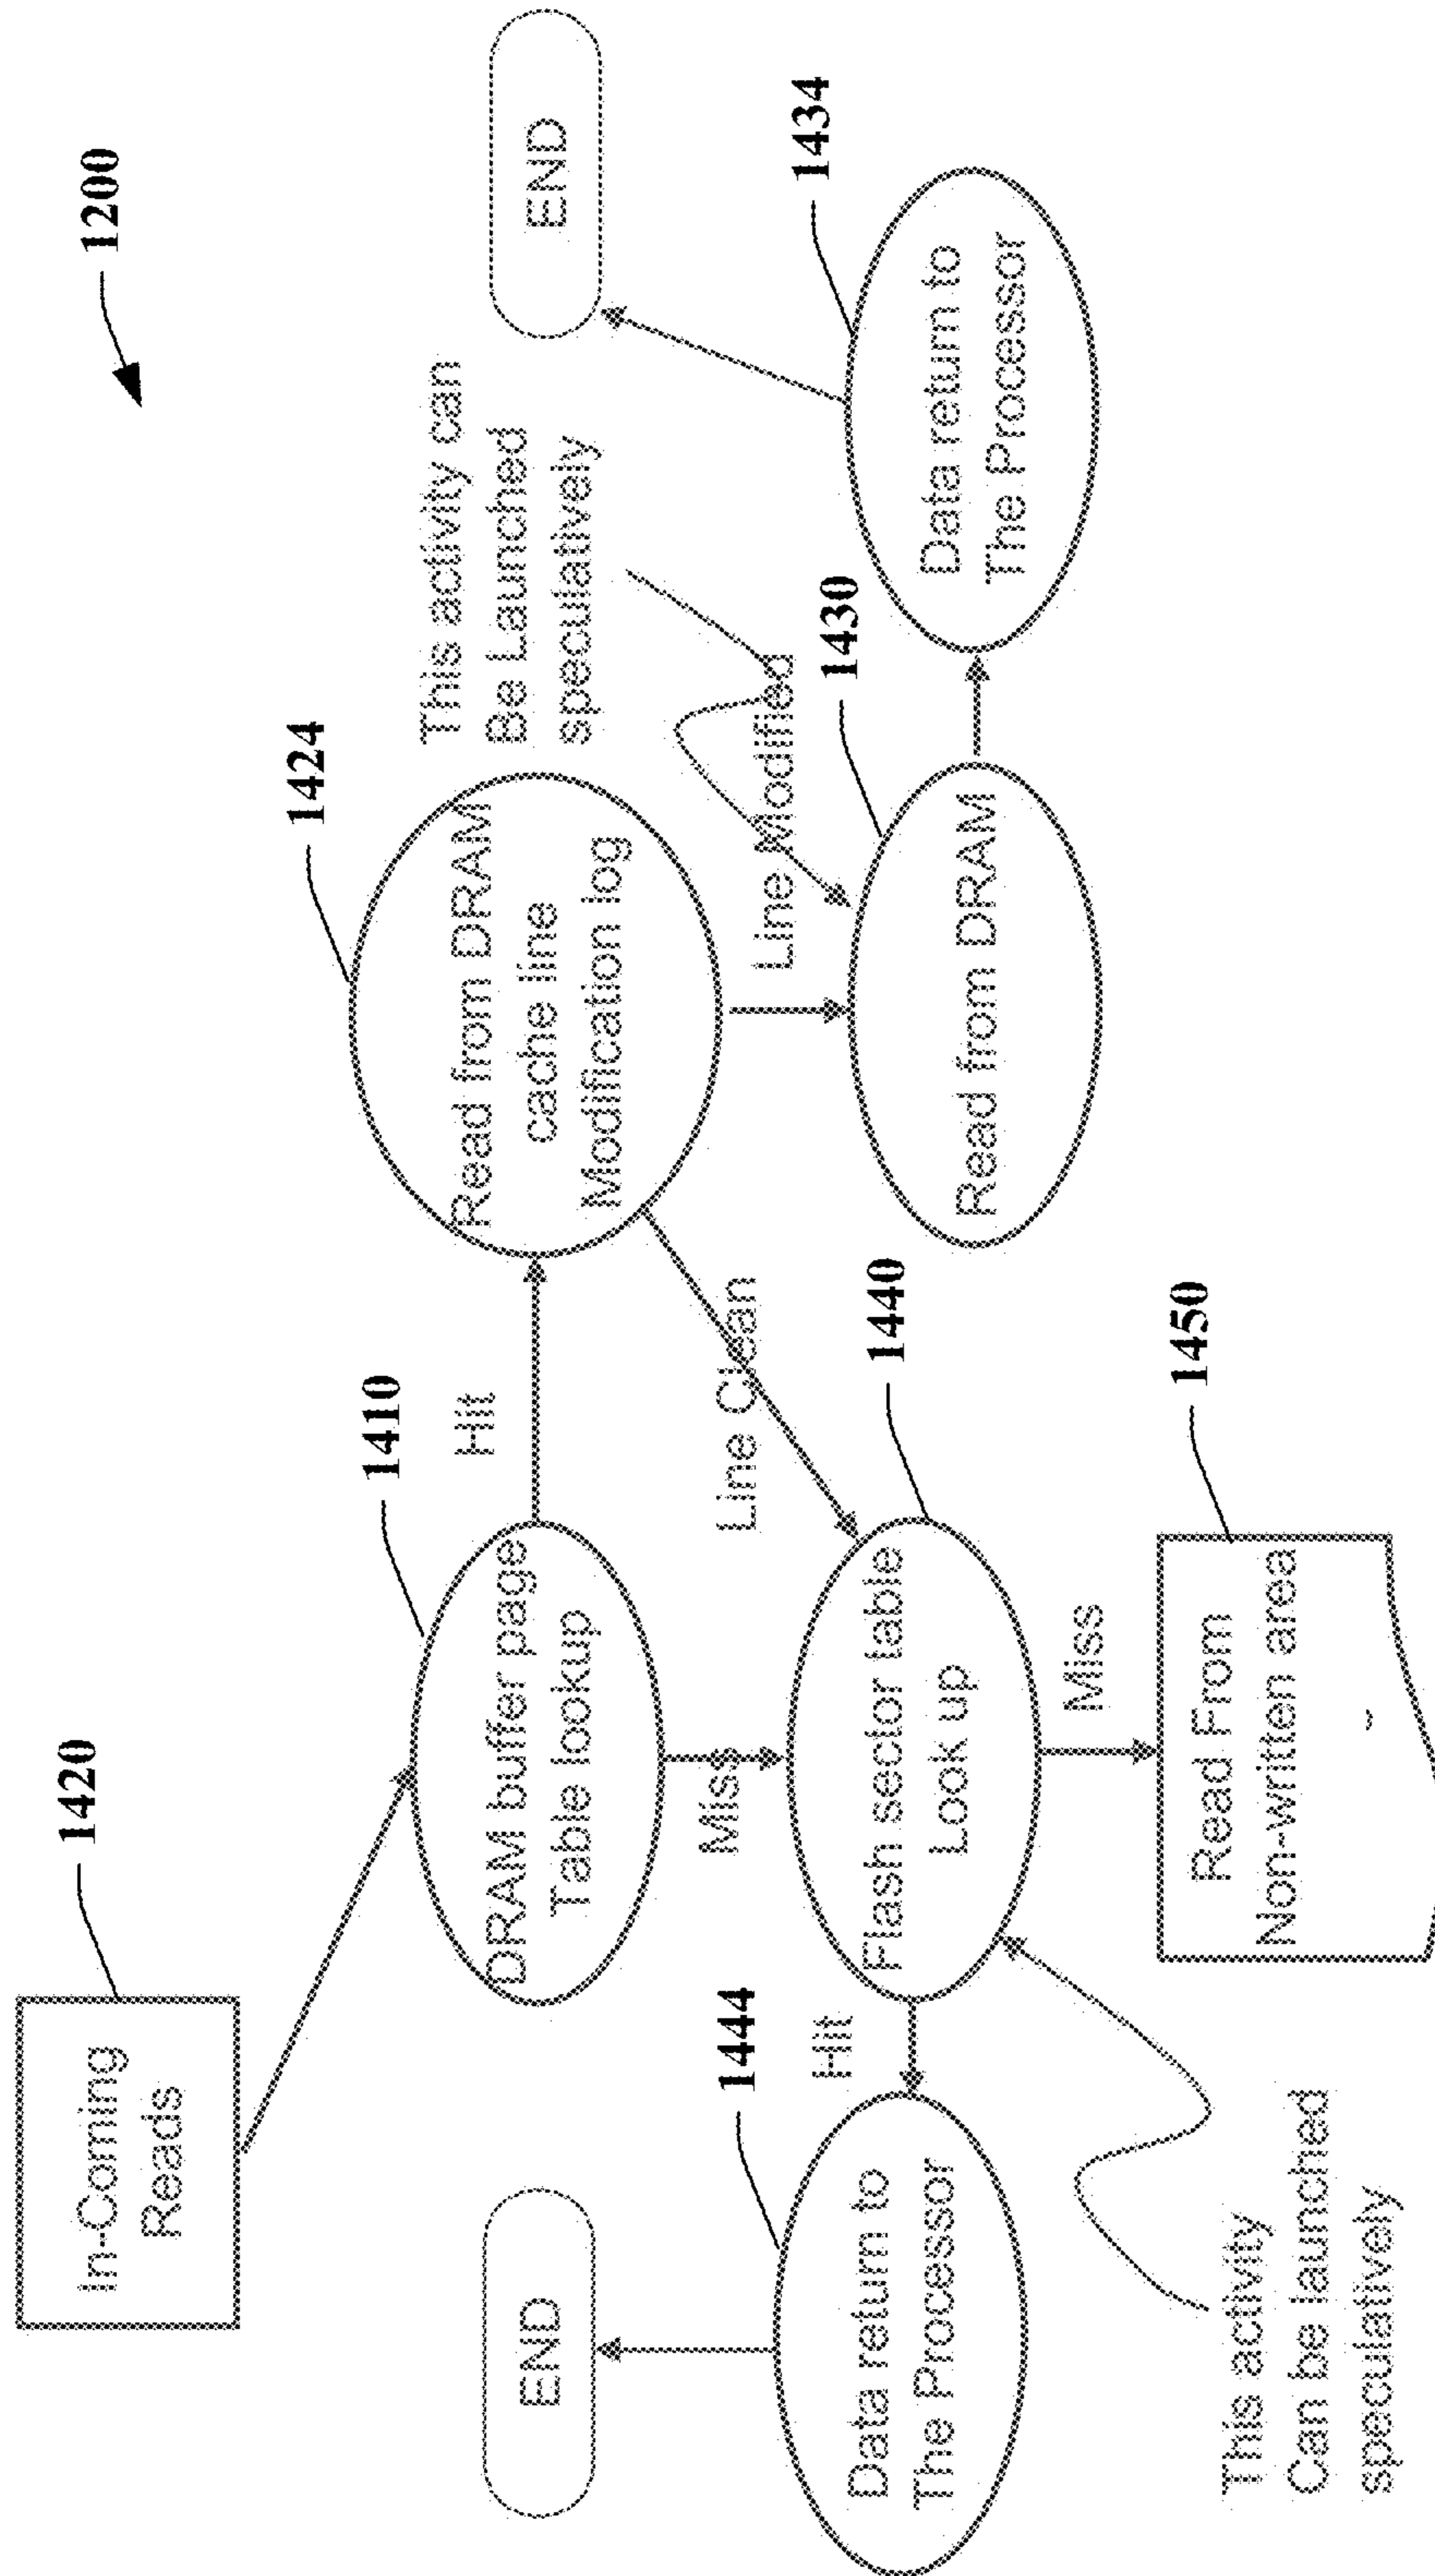 1200
1420
In-Coming
Reads
1410
DRAM buffer page
Table lookup
Hit
1424
Read from DRAM
cache line
Modification log
This activity can
Be Launched
speculatively
END
END
Miss
Line Clean
Line Modified
1444
Data return to
The Processor
Hit
1440
Flash sector table
Look up
1430
Read from DRAM
1434
Data return to
The Processor
This activity
Can be launched
speculatively
Miss
1450
Read From
Non-written area